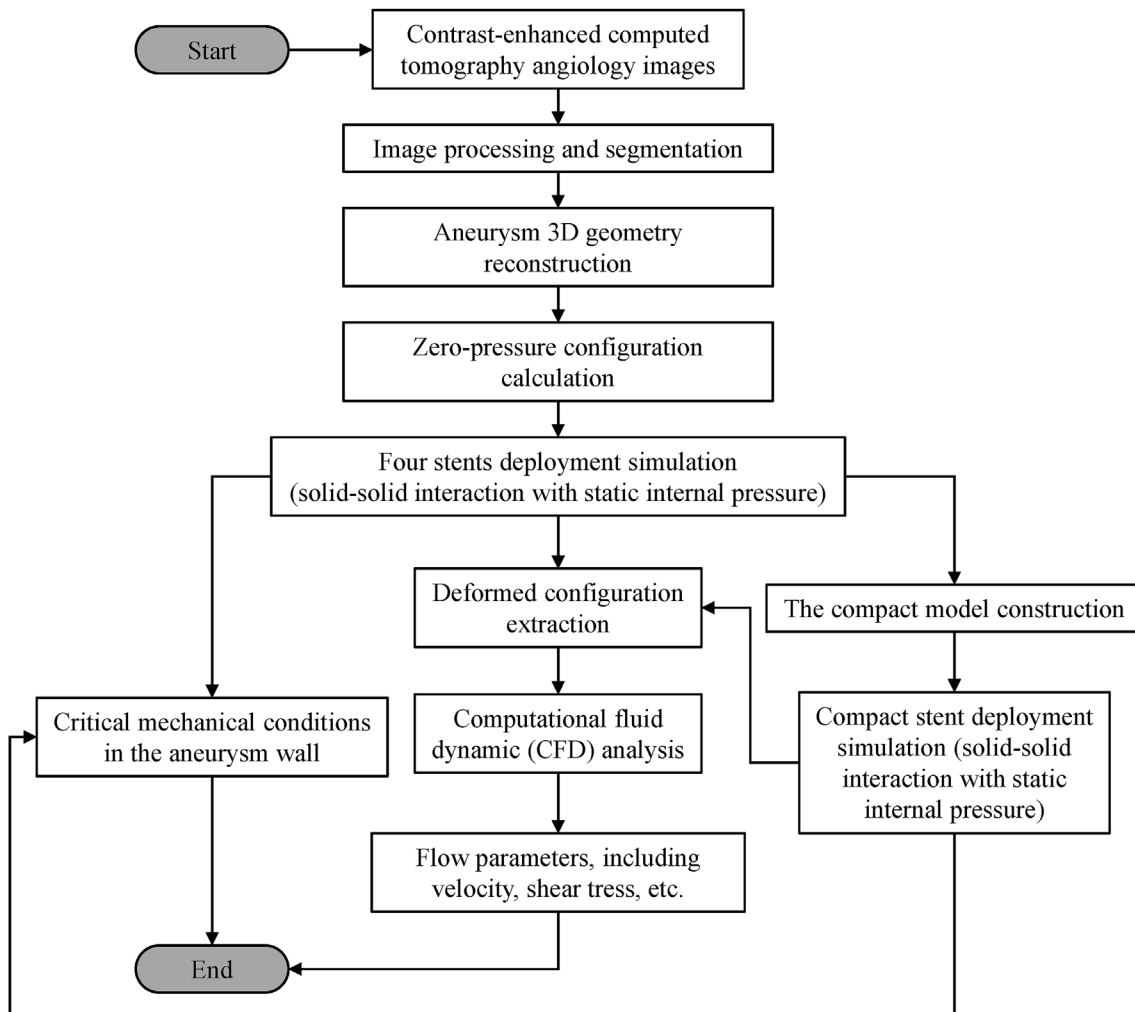 Start
Contrast-enhanced computed
tomography angiology images
Image processing and segmentation
Aneurysm 3D geometry
reconstruction
Zero-pressure configuration
calculation
Four stents deployment simulation
(solid-solid interaction with static internal pressure)
Deformed configuration
extraction
The compact model construction
Critical mechanical conditions
in the aneurysm wall
Computational fluid
dynamic (CFD) analysis
Compact stent deployment
simulation (solid-solid
interaction with static
internal pressure)
Flow parameters, including
velocity, shear tress, etc.
End